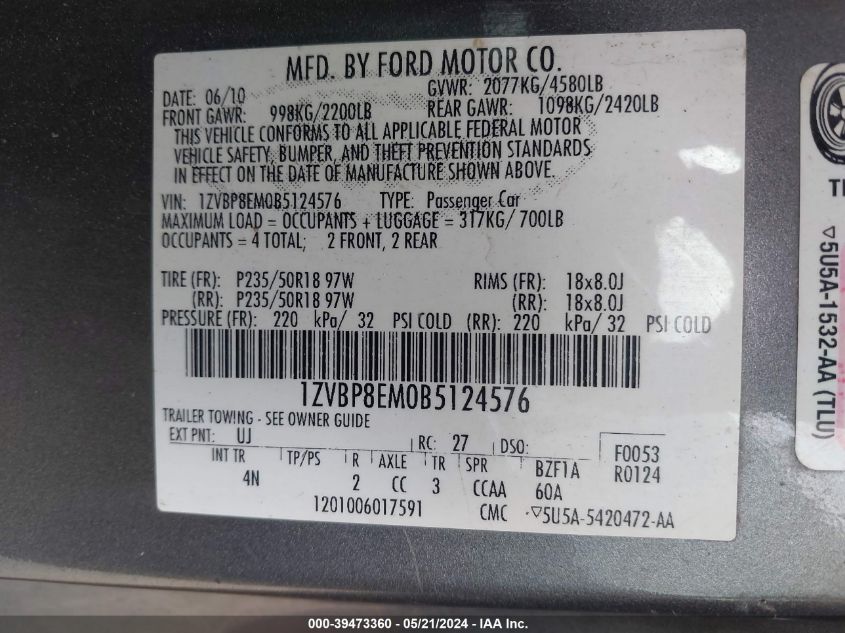 MFD. BY FORD MOTOR CO.
DATE: 06/10 GVWR: 2077KG/4580LB
FRONT GAWR: 998KG/2200LB REAR GAWR: 1098KG/2420LB
THIS VEHICLE CONFORMS TO ALL APPLICABLE FEDERAL MOTOR
VEHICLE SAFETY, BUMPER, AND THEFT PREVENTION STANDARDS
IN EFFECT ON THE DATE OF MANUFACTURE SHOWN ABOVE.
VIN: 1ZVBP8EM0B5124576 TYPE: Passenger Car
MAXIMUM LOAD = OCCUPANTS + LUGGAGE = 317KG/ 700LB
OCCUPANTS = 4 TOTAL; 2 FRONT, 2 REAR
TIRE (FR): P235/50R18 97W RIMS (FR): 18x8.0J
(RR): P235/50R18 97W (RR): 18x8.0J
PRESSURE (FR): 220 kPa/ 32 PSI COLD (RR): 220 kPa/ 32 PSI COLD
1ZVBP8EM0B5124576
TRAILER TOWING - SEE OWNER GUIDE
EXT PNT: UJ RC: 27 DSO: F0053
INT TR TP/PS R AXLE TR SPR BZF1A R0124
4N 2 CC 3 CCAA 60A
1201006017591 CMC ▽5U5A-5420472-AA
▽5U5A-1532-AA (TLU)
000-39473360 - 05/21/2024 - IAA Inc.